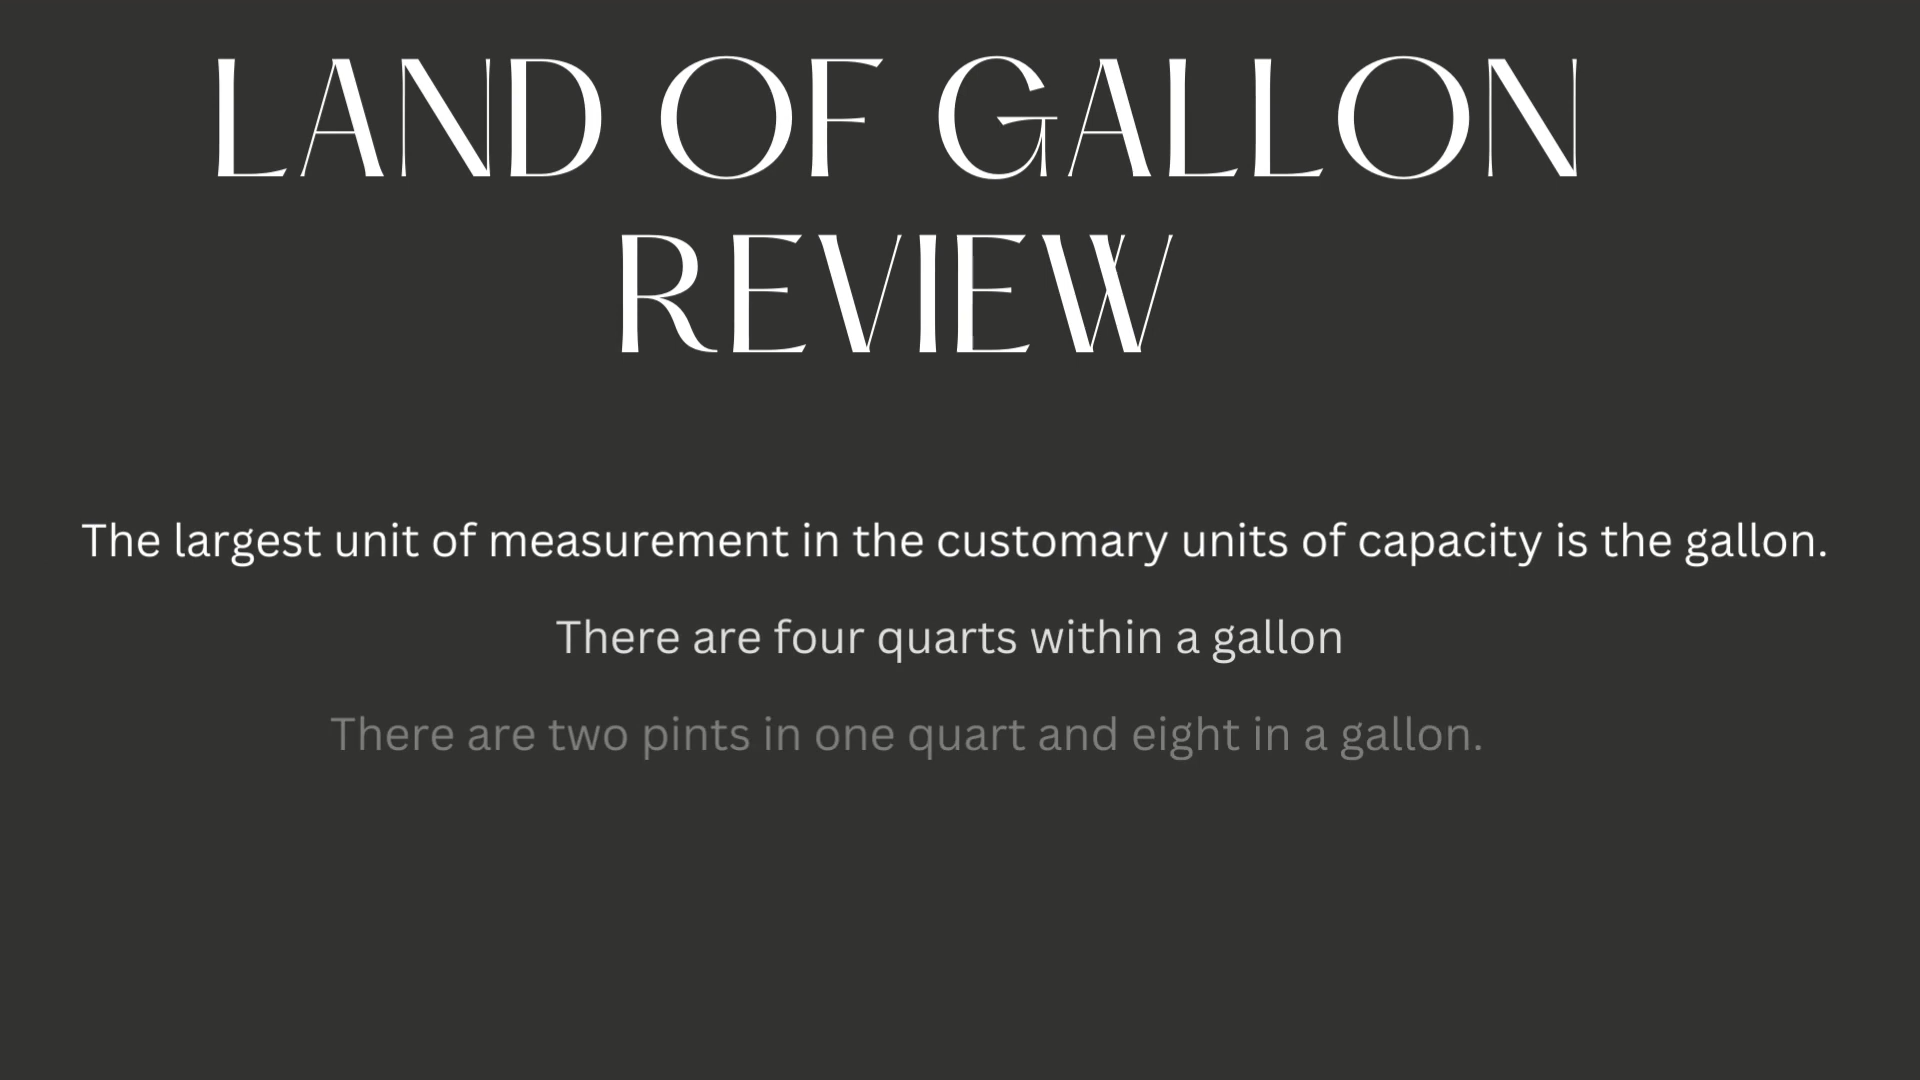 LAND OF GALLON
REVIEW
The largest unit of measurement in the customary units of capacity is the gallon.
There are four quarts within a gallon
There are two pints in one quart and eight in a gallon.